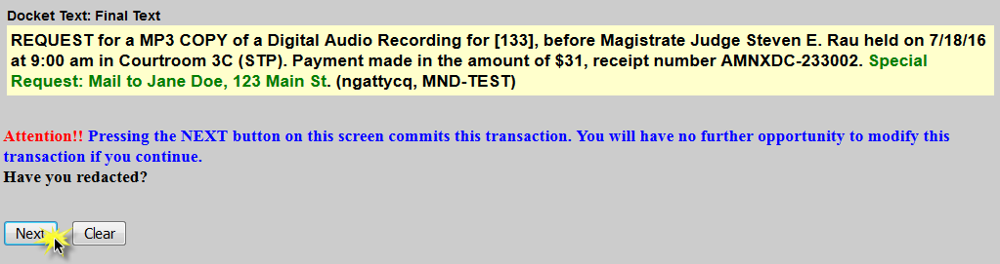 Docket Text: Final Text
REQUEST for a MP3 COPY of a Digital Audio Recording for [133], before Magistrate Judge Steven E. Rau held on 7/18/16
at 9:00 am in Courtroom 3C (STP). Payment made in the amount of $31, receipt number AMNXDC-233002. Special
Request: Mail to Jane Doe, 123 Main St. (ngattycq, MND-TEST)
Attention!! Pressing the NEXT button on this screen commits this transaction. You will have no further opportunity to modify this
transaction if you continue.
Have you redacted?
Next Clear